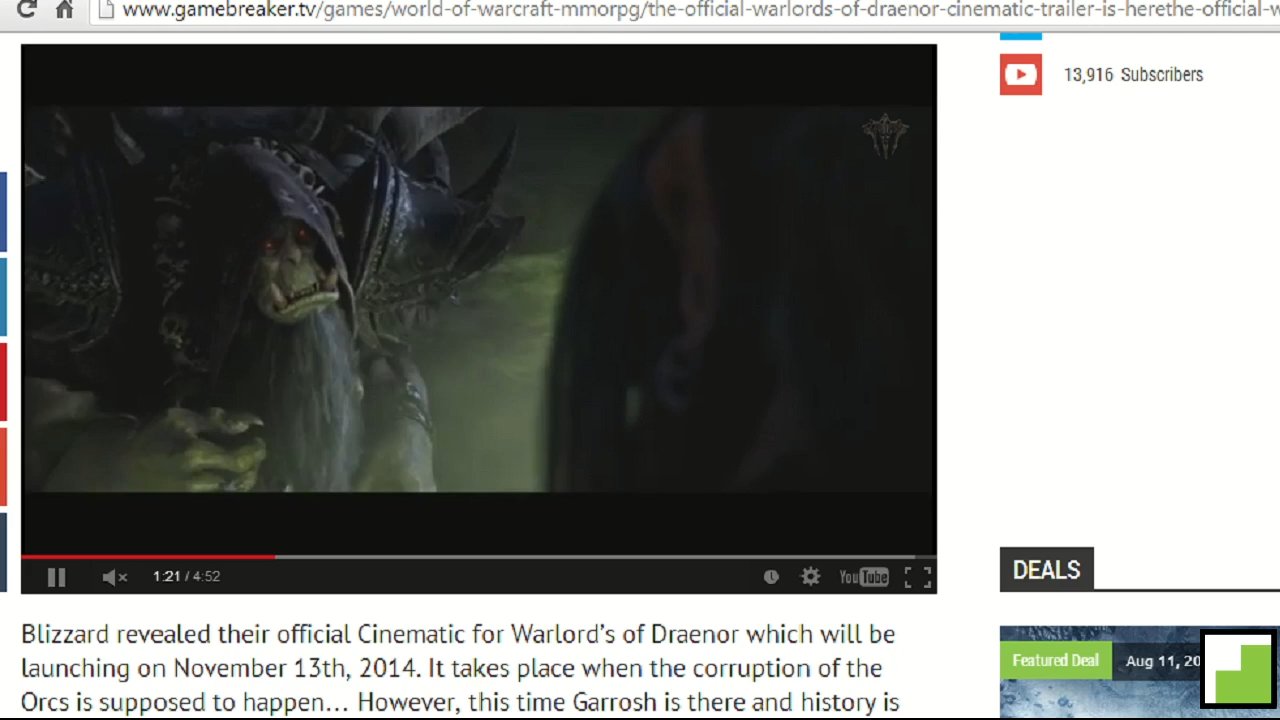 www.gamebreaker.tv/games/world-of-warcraft-mmorpg/the-official-warlords-of-draenor-cinematic-trailer-is-herethe-official-w
13,916 Subscribers
1:21 / 4:52
YouTube
Blizzard revealed their official Cinematic for Warlord's of Draenor which will be
launching on November 13th, 2014. It takes place when the corruption of the
Orcs is supposed to happen... However, this time Garrosh is there and history is
DEALS
Featured Deal Aug 11, 20